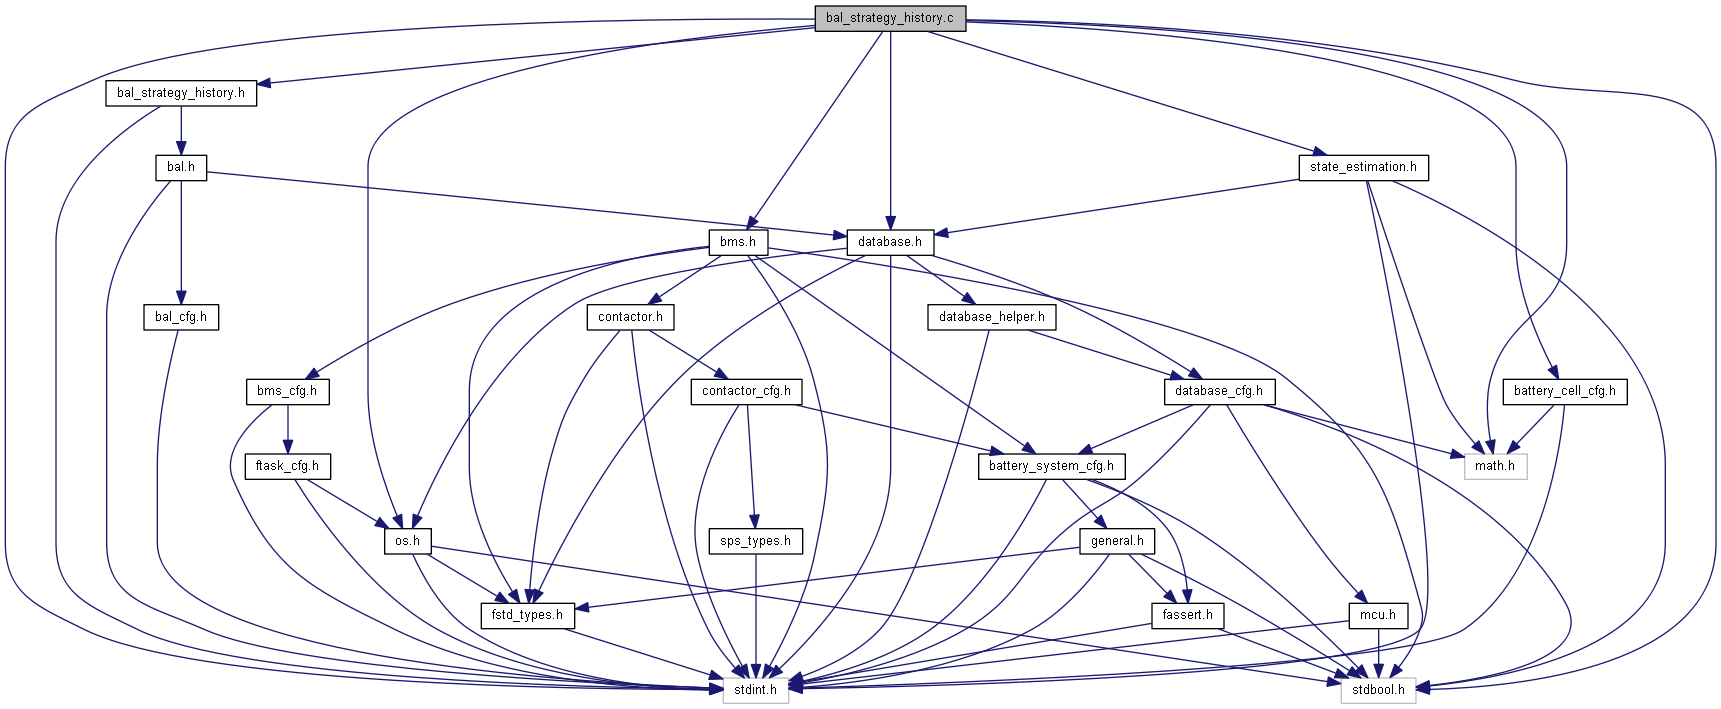 bal_strategy_history.c
bal_strategy_history.h
bal.h
state_estimation.h
bms.h
database.h
bal_cfg.h
contactor.h
database_helper.h
bms_cfg.h
contactor_cfg.h
database_cfg.h
battery_cell_cfg.h
ftask_cfg.h
battery_system_cfg.h
math.h
os.h
sps_types.h
general.h
fstd_types.h
fassert.h
mcu.h
stdint.h
stdbool.h